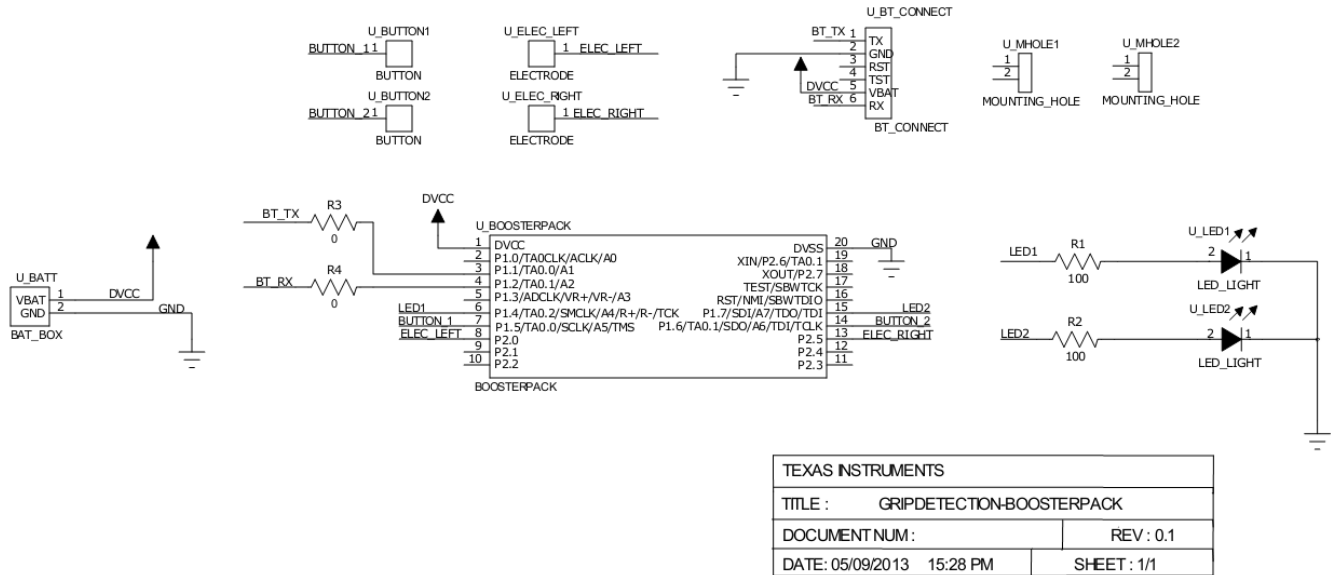 U_BT_CONNECT
U_BUTTON1
BUTTON_1 1
BUTTON
U_ELEC_LEFT
1 ELEC_LEFT
ELECTRODE
BT_TX 1 TX
2 GND
3 RST
4 TST
DVCC 5 VBAT
BT_RX 6 RX
BT_CONNECT
U_MHOLE1
1
2
MOUNTING_HOLE
U_MHOLE2
1
2
MOUNTING_HOLE
U_BUTTON2
BUTTON_2 1
BUTTON
U_ELEC_RIGHT
1 ELEC_RIGHT
ELECTRODE
U_BATT
VBAT 1 DVCC
GND 2 GND
BAT_BOX
BT_TX R3
0
BT_RX R4
0
DVCC
U_BOOSTERPACK
1 DVCC
2 P1.0/TA0CLK/ACLK/A0
3 P1.1/TA0.0/A1
4 P1.2/TA0.1/A2
5 P1.3/ADCLK/VR+/VR-/A3
LED1 6 P1.4/TA0.2/SMCLK/A4/R+/R-/TCK
BUTTON_1 7 P1.5/TA0.0/SCLK/A5/TMS
ELEC_LEFT 8 P2.0
9 P2.1
10 P2.2
DVSS 20 GND
XIN/P2.6/TA0.1 19
XOUT/P2.7 18
TEST/SBWTCK 17
RST/NMI/SBWTDIO 16
P1.7/SDI/A7/TDO/TDI 15 LED2
P1.6/TA0.1/SDO/A6/TDI/TCLK 14 BUTTON_2
P2.5 13 ELEC_RIGHT
P2.4 12
P2.3 11
BOOSTERPACK
LED1 R1
100
U_LED1
2 1
LED_LIGHT
LED2 R2
100
U_LED2
2 1
LED_LIGHT
TEXAS INSTRUMENTS
TITLE : GRIPDETECTION-BOOSTERPACK
DOCUMENT NUM : REV : 0.1
DATE: 05/09/2013 15:28 PM SHEET : 1/1